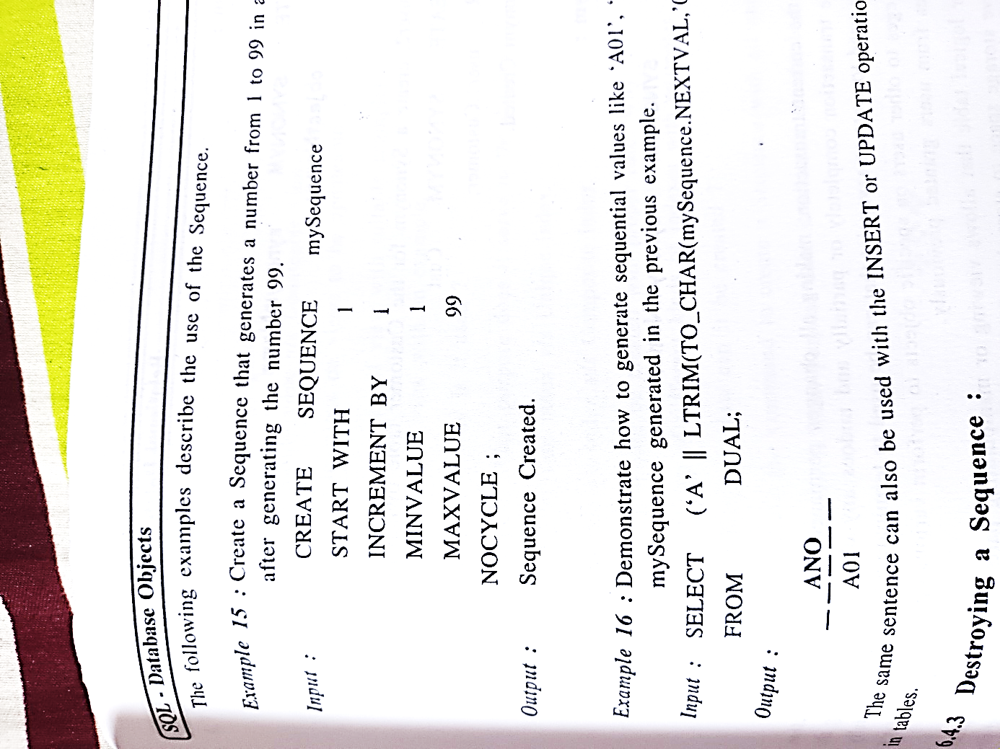 SQL - Database Objects
The following examples describe the use of the Sequence.
Example 15 : Create a Sequence that generates a number from 1 to 99 in a
after generating the number 99.
Input : CREATE SEQUENCE mySequence
START WITH 1
INCREMENT BY 1
MINVALUE 1
MAXVALUE 99
NOCYCLE ;
Output : Sequence Created.
Example 16 : Demonstrate how to generate sequential values like 'A01', '
mySequence generated in the previous example.
Input : SELECT ('A' || LTRIM(TO_CHAR(mySequence.NEXTVAL,'0
FROM DUAL;
Output :
ANO
A01
The same sentence can also be used with the INSERT or UPDATE operatio
in tables.
6.4.3 Destroying a Sequence :